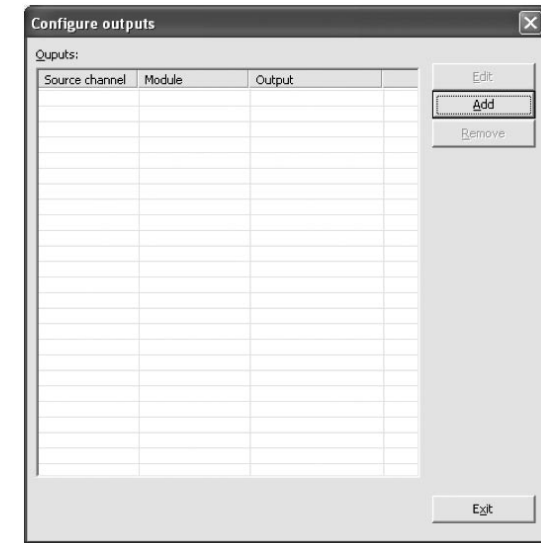 Configure outputs
Ouputs:
Source channel Module Output
Edit
Add
Remove
Exit